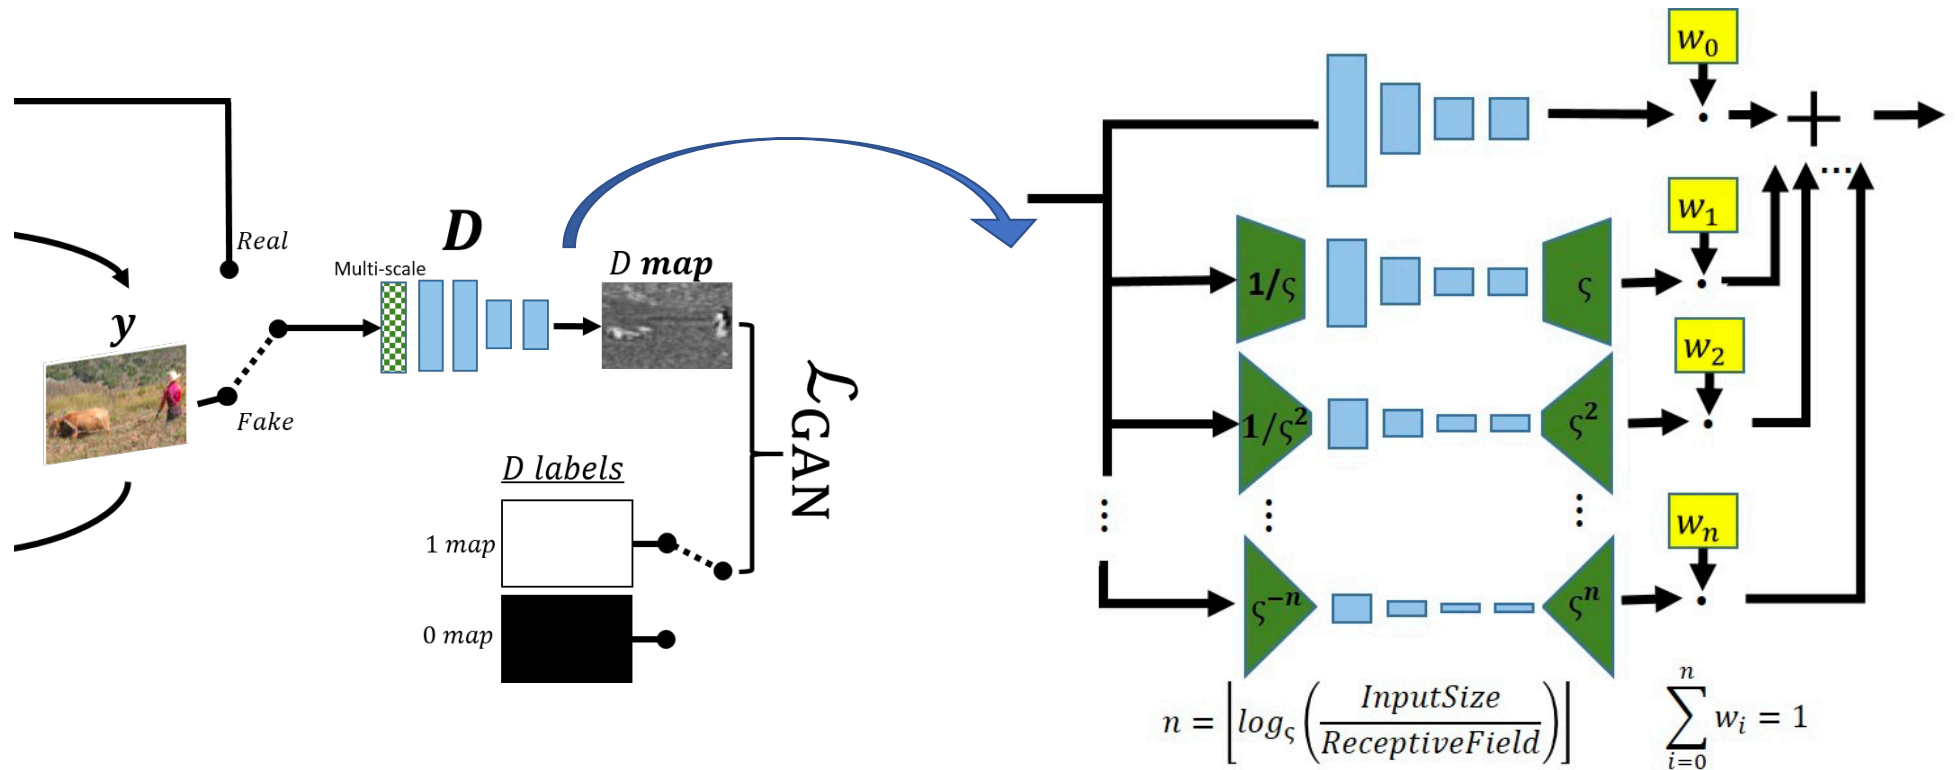 Real
Multi-scale
D
D map
y
Fake
ℒGAN
D labels
1 map
0 map
w₀
w₁
1/ς
ς
w₂
1/ς²
ς²
...
wₙ
ς⁻ⁿ
ςⁿ
n = ⌊log_ς (InputSize / ReceptiveField)⌋
∑ᵢ₌₀ⁿ wᵢ = 1